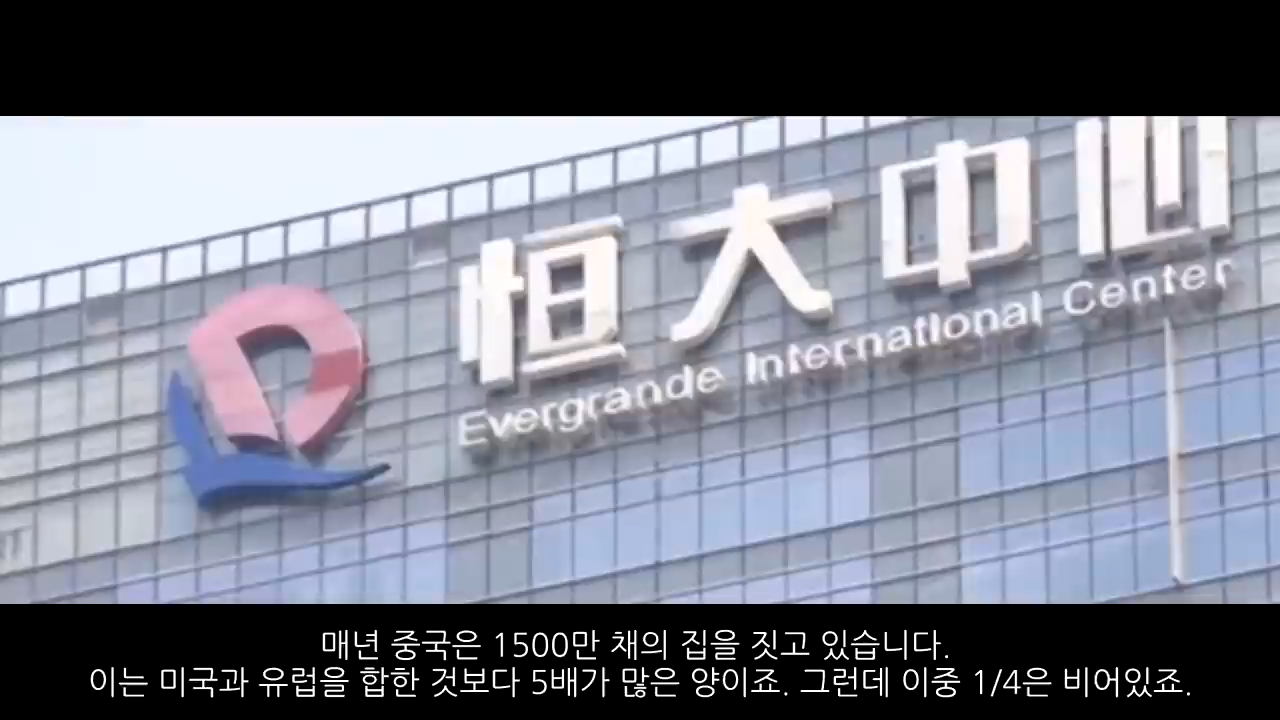 恒大中心
Evergrande International Center
매년 중국은 1500만 채의 집을 짓고 있습니다.
이는 미국과 유럽을 합한 것보다 5배가 많은 양이죠. 그런데 이중 1/4은 비어있죠.